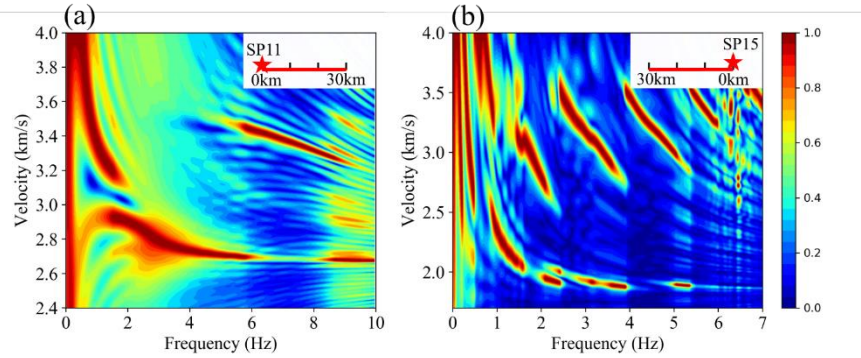 (a)
SP11
0km 30km
4.0
3.8
3.6
3.4
3.2
3.0
2.8
2.6
2.4
Velocity (km/s)
0 2 4 6 8 10
Frequency (Hz)
(b)
SP15
30km 0km
4.0
3.5
3.0
2.5
2.0
Velocity (km/s)
0 1 2 3 4 5 6 7
Frequency (Hz)
1.0
0.8
0.6
0.4
0.2
0.0